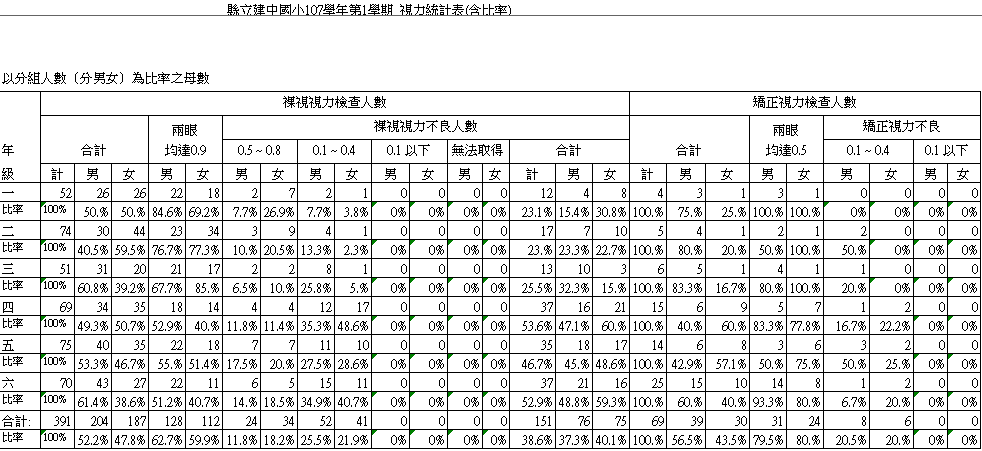 縣立建中國小107學年第1學期 視力統計表(含比率)
以分組人數〔分男女〕為比率之母數
裸視視力檢查人數 矯正視力檢查人數
兩眼 裸視視力不良人數 兩眼 矯正視力不良
年 合計 均達0.9 0.5~0.8 0.1~0.4 0.1以下 無法取得 合計 合計 均達0.5 0.1~0.4 0.1以下
級 計 男 女 男 女 男 女 男 女 男 女 男 女 計 男 女 計 男 女 男 女 男 女 男 女
一 52 26 26 22 18 2 7 2 1 0 0 0 0 12 4 8 4 3 1 3 1 0 0 0 0
比率 100% 50.% 50.% 84.6% 69.2% 7.7% 26.9% 7.7% 3.8% 0% 0% 0% 0% 23.1% 15.4% 30.8% 100.% 75.% 25.% 100.% 100.% 0% 0% 0% 0%
二 74 30 44 23 34 3 9 4 1 0 0 0 0 17 7 10 5 4 1 2 1 2 0 0 0
比率 100% 40.5% 59.5% 76.7% 77.3% 10.% 20.5% 13.3% 2.3% 0% 0% 0% 0% 23.% 23.3% 22.7% 100.% 80.% 20.% 50.% 100.% 50.% 0% 0% 0%
三 51 31 20 21 17 2 2 8 1 0 0 0 0 13 10 3 6 5 1 4 1 1 0 0 0
比率 100% 60.8% 39.2% 67.7% 85.% 6.5% 10.% 25.8% 5.% 0% 0% 0% 0% 25.5% 32.3% 15.% 100.% 83.3% 16.7% 80.% 100.% 20.% 0% 0% 0%
四 69 34 35 18 14 4 4 12 17 0 0 0 0 37 16 21 15 6 9 5 7 1 2 0 0
比率 100% 49.3% 50.7% 52.9% 40.% 11.8% 11.4% 35.3% 48.6% 0% 0% 0% 0% 53.6% 47.1% 60.% 100.% 40.% 60.% 83.3% 77.8% 16.7% 22.2% 0% 0%
五 75 40 35 22 18 7 7 11 10 0 0 0 0 35 18 17 14 6 8 3 6 3 2 0 0
比率 100% 53.3% 46.7% 55.% 51.4% 17.5% 20.% 27.5% 28.6% 0% 0% 0% 0% 46.7% 45.% 48.6% 100.% 42.9% 57.1% 50.% 75.% 50.% 25.% 0% 0%
六 70 43 27 22 11 6 5 15 11 0 0 0 0 37 21 16 25 15 10 14 8 1 2 0 0
比率 100% 61.4% 38.6% 51.2% 40.7% 14.% 18.5% 34.9% 40.7% 0% 0% 0% 0% 52.9% 48.8% 59.3% 100.% 60.% 40.% 93.3% 80.% 6.7% 20.% 0% 0%
合計: 391 204 187 128 112 24 34 52 41 0 0 0 0 151 76 75 69 39 30 31 24 8 6 0 0
比率 100% 52.2% 47.8% 62.7% 59.9% 11.8% 18.2% 25.5% 21.9% 0% 0% 0% 0% 38.6% 37.3% 40.1% 100.% 56.5% 43.5% 79.5% 80.% 20.5% 20.% 0% 0%